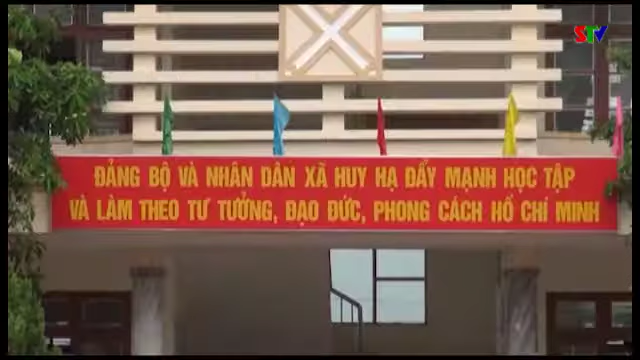 STV
ĐẢNG BỘ VÀ NHÂN DÂN XÃ HUY HẠ ĐẨY MẠNH HỌC TẬP
VÀ LÀM THEO TƯ TƯỞNG, ĐẠO ĐỨC, PHONG CÁCH HỒ CHÍ MINH